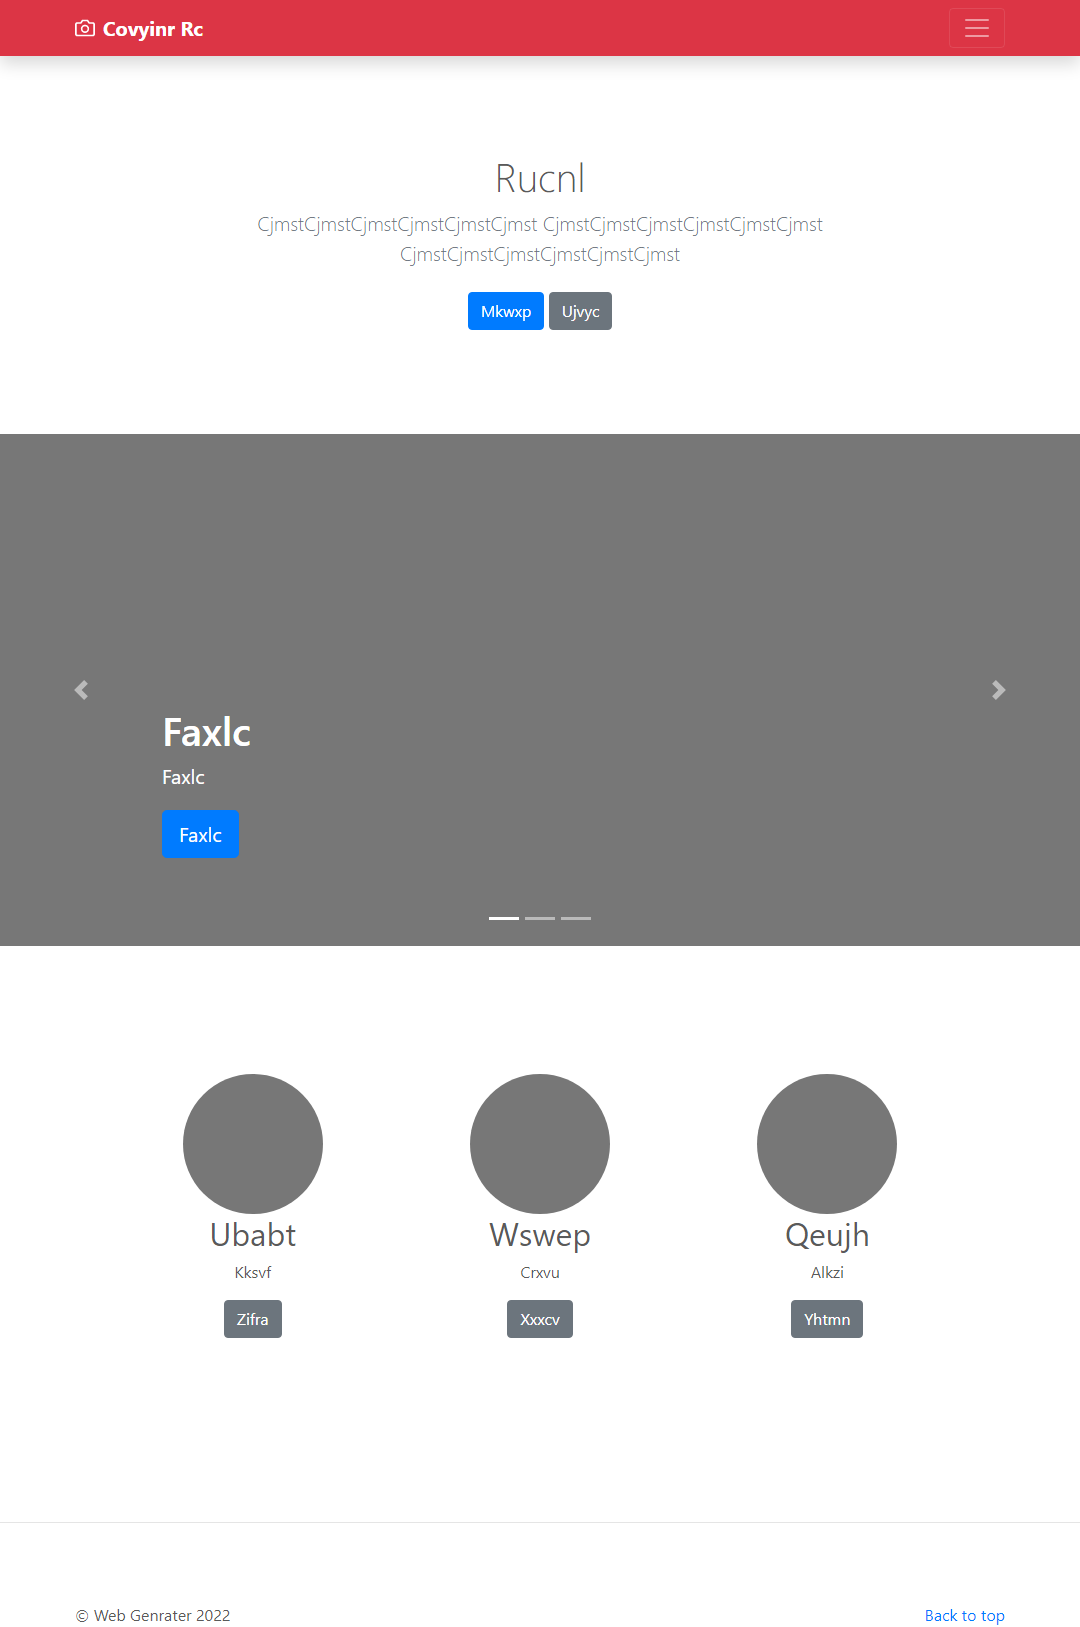 Covyinr Rc
Rucnl
CjmstCjmstCjmstCjmstCjmstCjmst CjmstCjmstCjmstCjmstCjmstCjmst
CjmstCjmstCjmstCjmstCjmstCjmst
Mkwxp Ujvyc
Faxlc
Faxlc
Faxlc
Ubabt Wswep Qeujh
Kksvf Crxvu Alkzi
Zifra Xxxcv Yhtmn
© Web Genrater 2022 Back to top